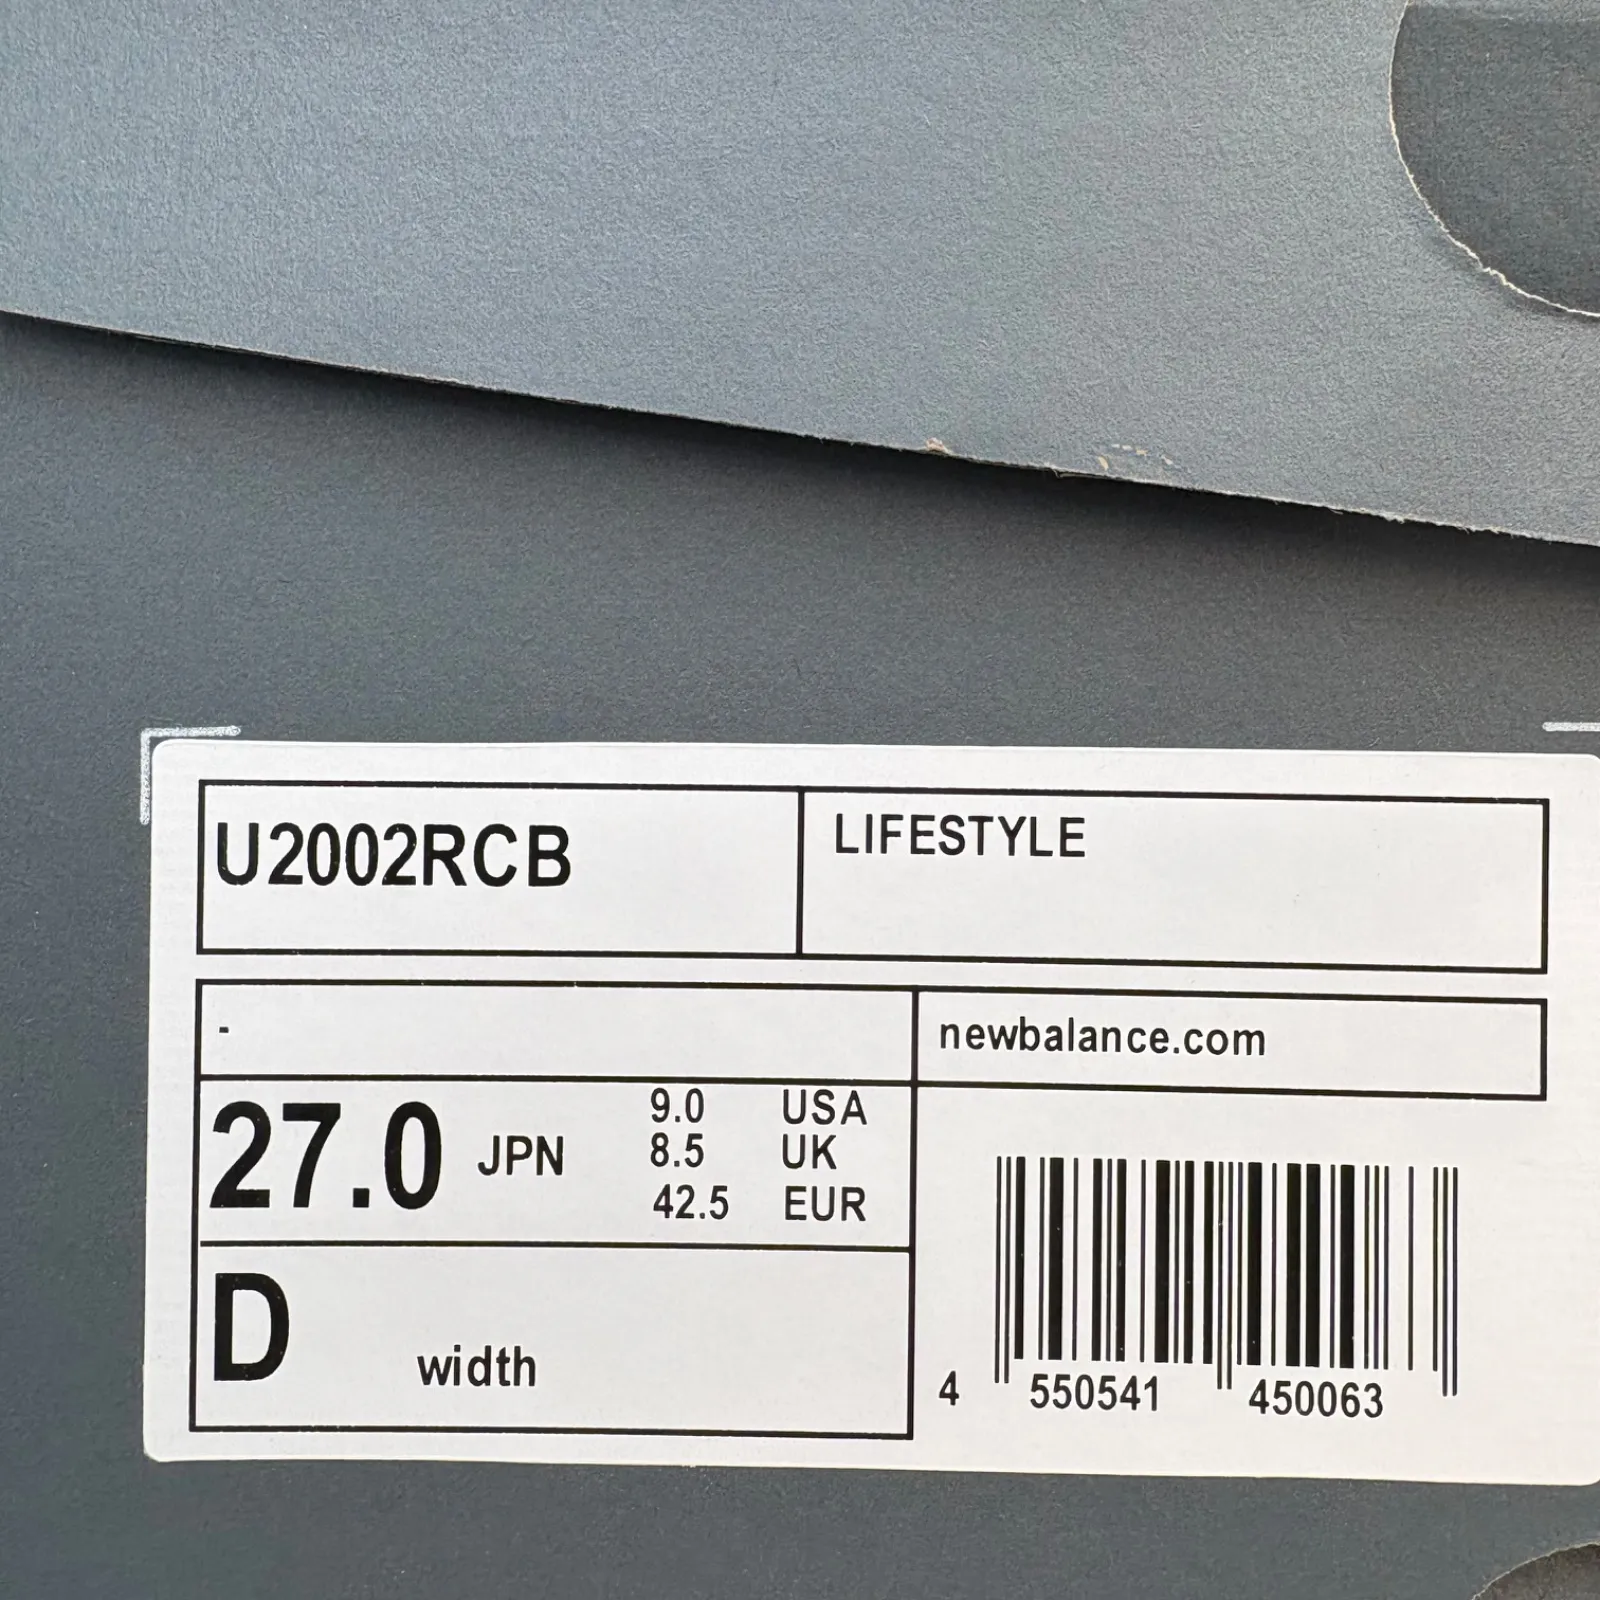 U2002RCB
LIFESTYLE
-
newbalance.com
27.0 JPN
9.0 USA
8.5 UK
42.5 EUR
D width
4 550541 450063